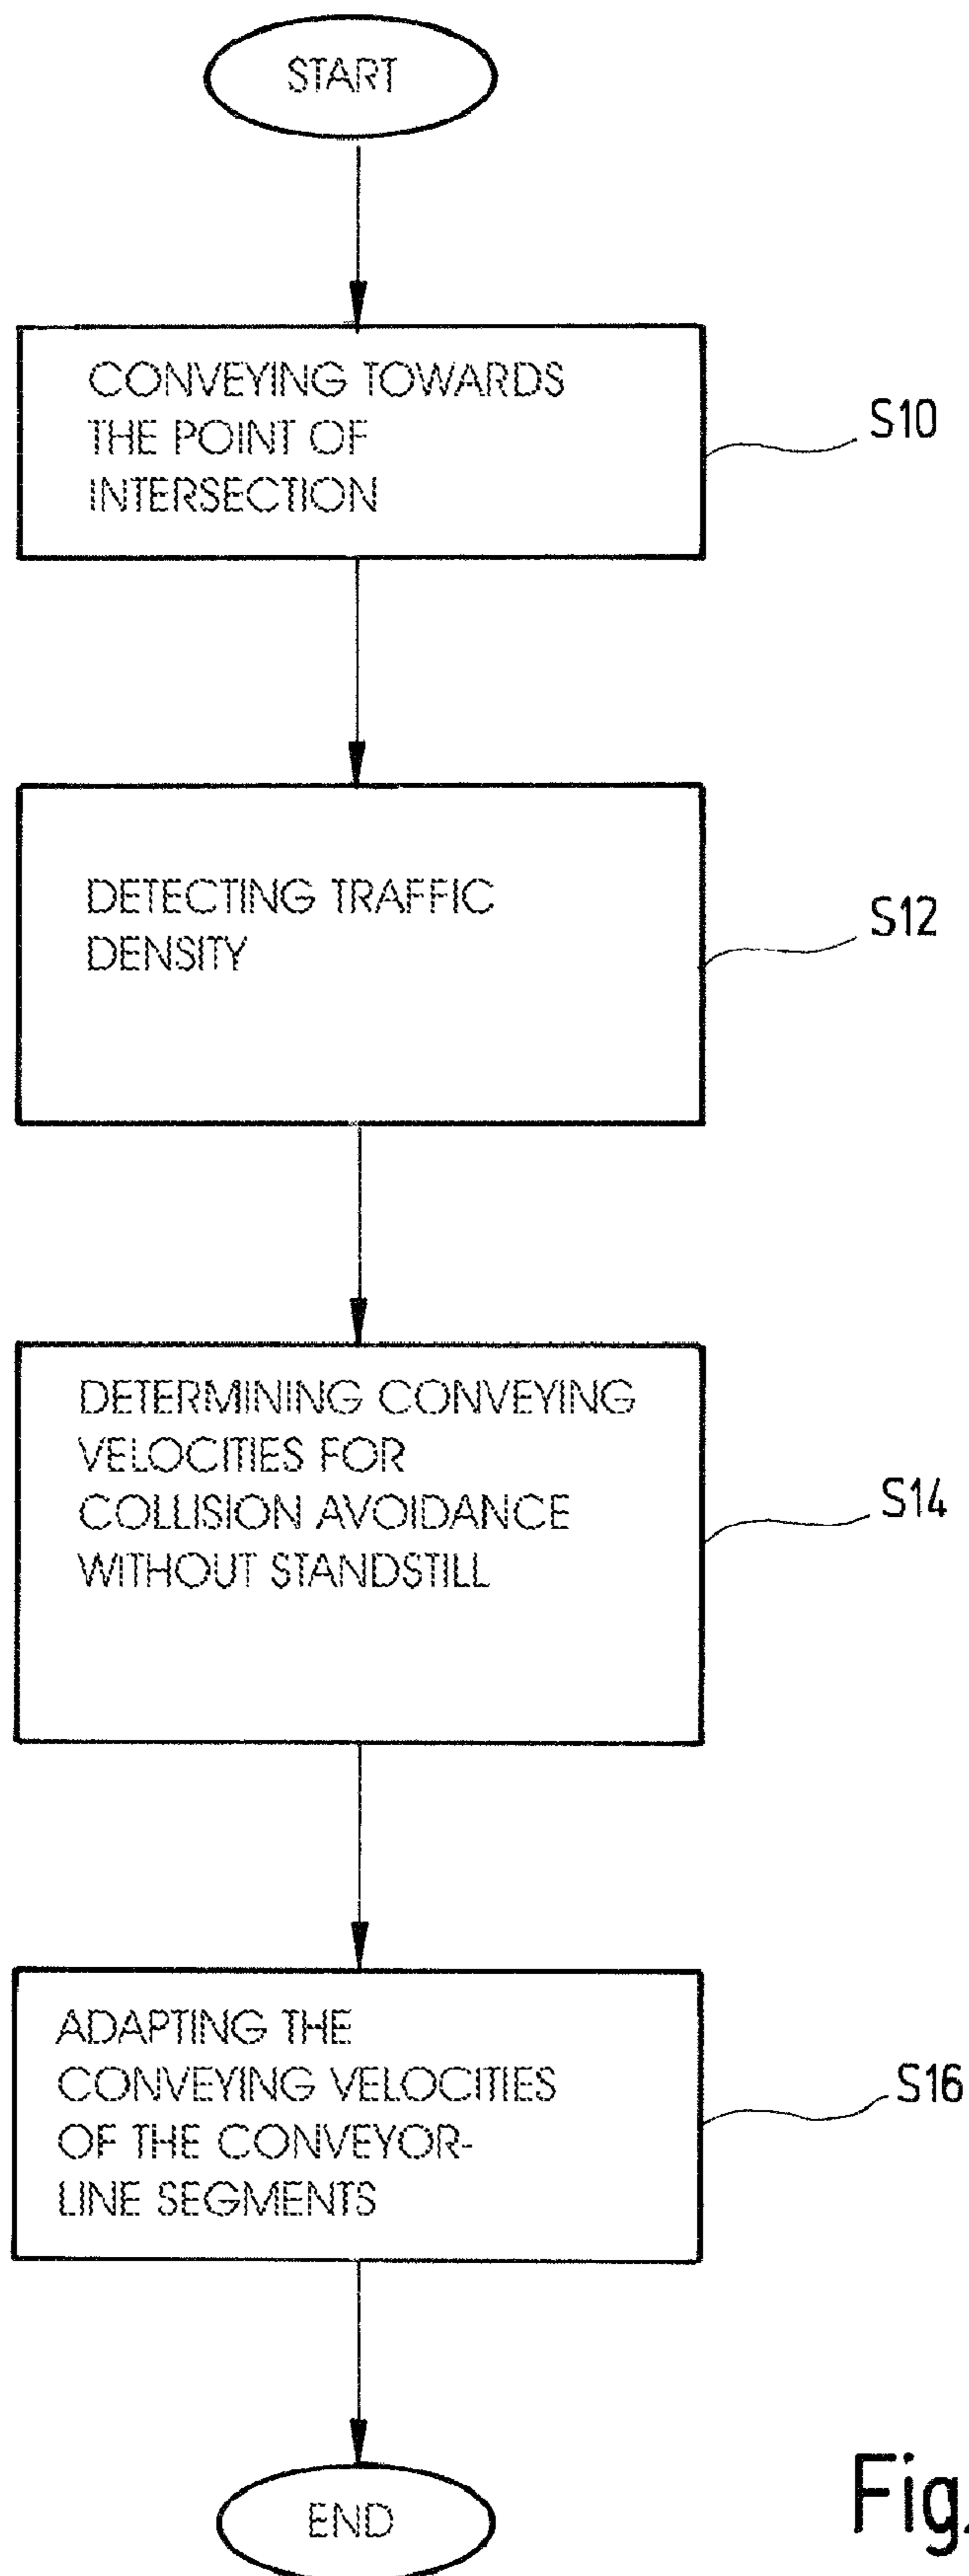 START
CONVEYING TOWARDS
THE POINT OF
INTERSECTION
S10
DETECTING TRAFFIC
DENSITY
S12
DETERMINING CONVEYING
VELOCITIES FOR
COLLISION AVOIDANCE
WITHOUT STANDSTILL
S14
ADAPTING THE
CONVEYING VELOCITIES
OF THE CONVEYOR-
LINE SEGMENTS
S16
END
Fig.